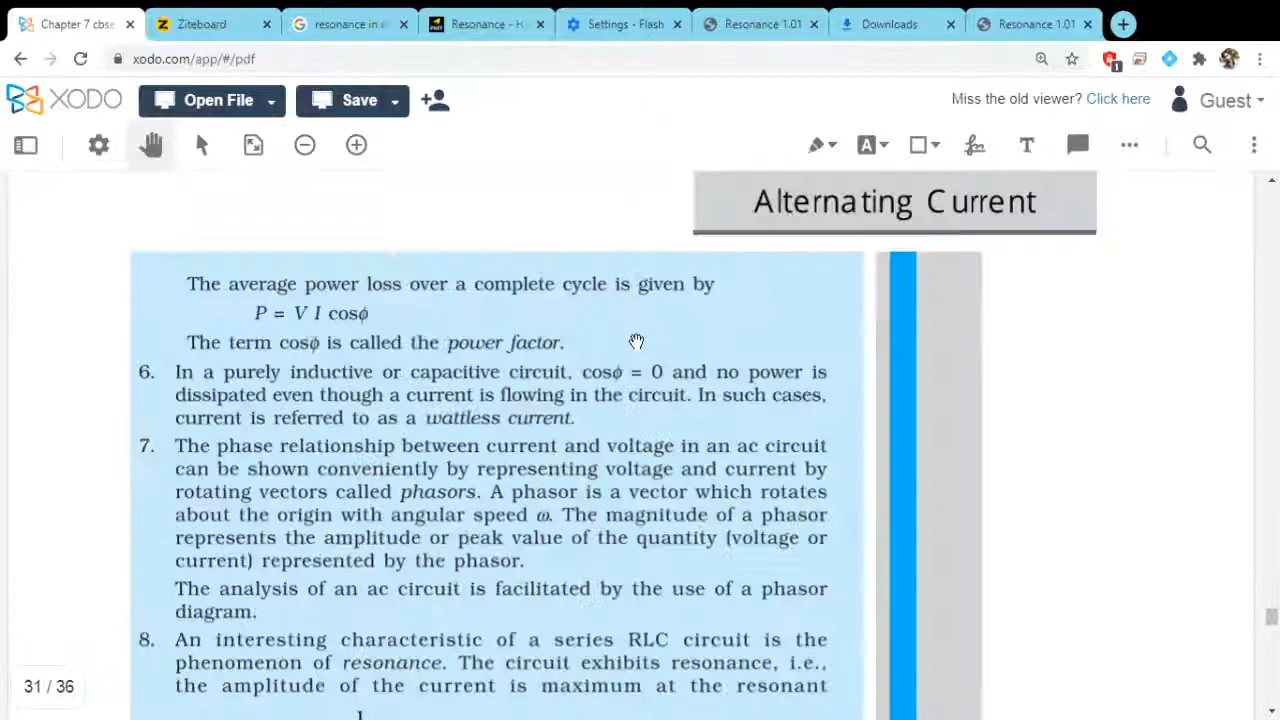 Chapter 7 cbse
Ziteboard
resonance in e
Resonance - H
Settings - Flash
Resonance 1.01
Downloads
Resonance 1.01
xodo.com/app/#/pdf
1
XODO
Open File
Save
Miss the old viewer? Click here
Guest
A
T
Alternating Current
The average power loss over a complete cycle is given by
P = V I cosϕ
The term cosϕ is called the power factor.
6. In a purely inductive or capacitive circuit, cosϕ = 0 and no power is
dissipated even though a current is flowing in the circuit. In such cases,
current is referred to as a wattless current.
7. The phase relationship between current and voltage in an ac circuit
can be shown conveniently by representing voltage and current by
rotating vectors called phasors. A phasor is a vector which rotates
about the origin with angular speed ω. The magnitude of a phasor
represents the amplitude or peak value of the quantity (voltage or
current) represented by the phasor.
The analysis of an ac circuit is facilitated by the use of a phasor
diagram.
8. An interesting characteristic of a series RLC circuit is the
phenomenon of resonance. The circuit exhibits resonance, i.e.,
the amplitude of the current is maximum at the resonant
1
31 / 36